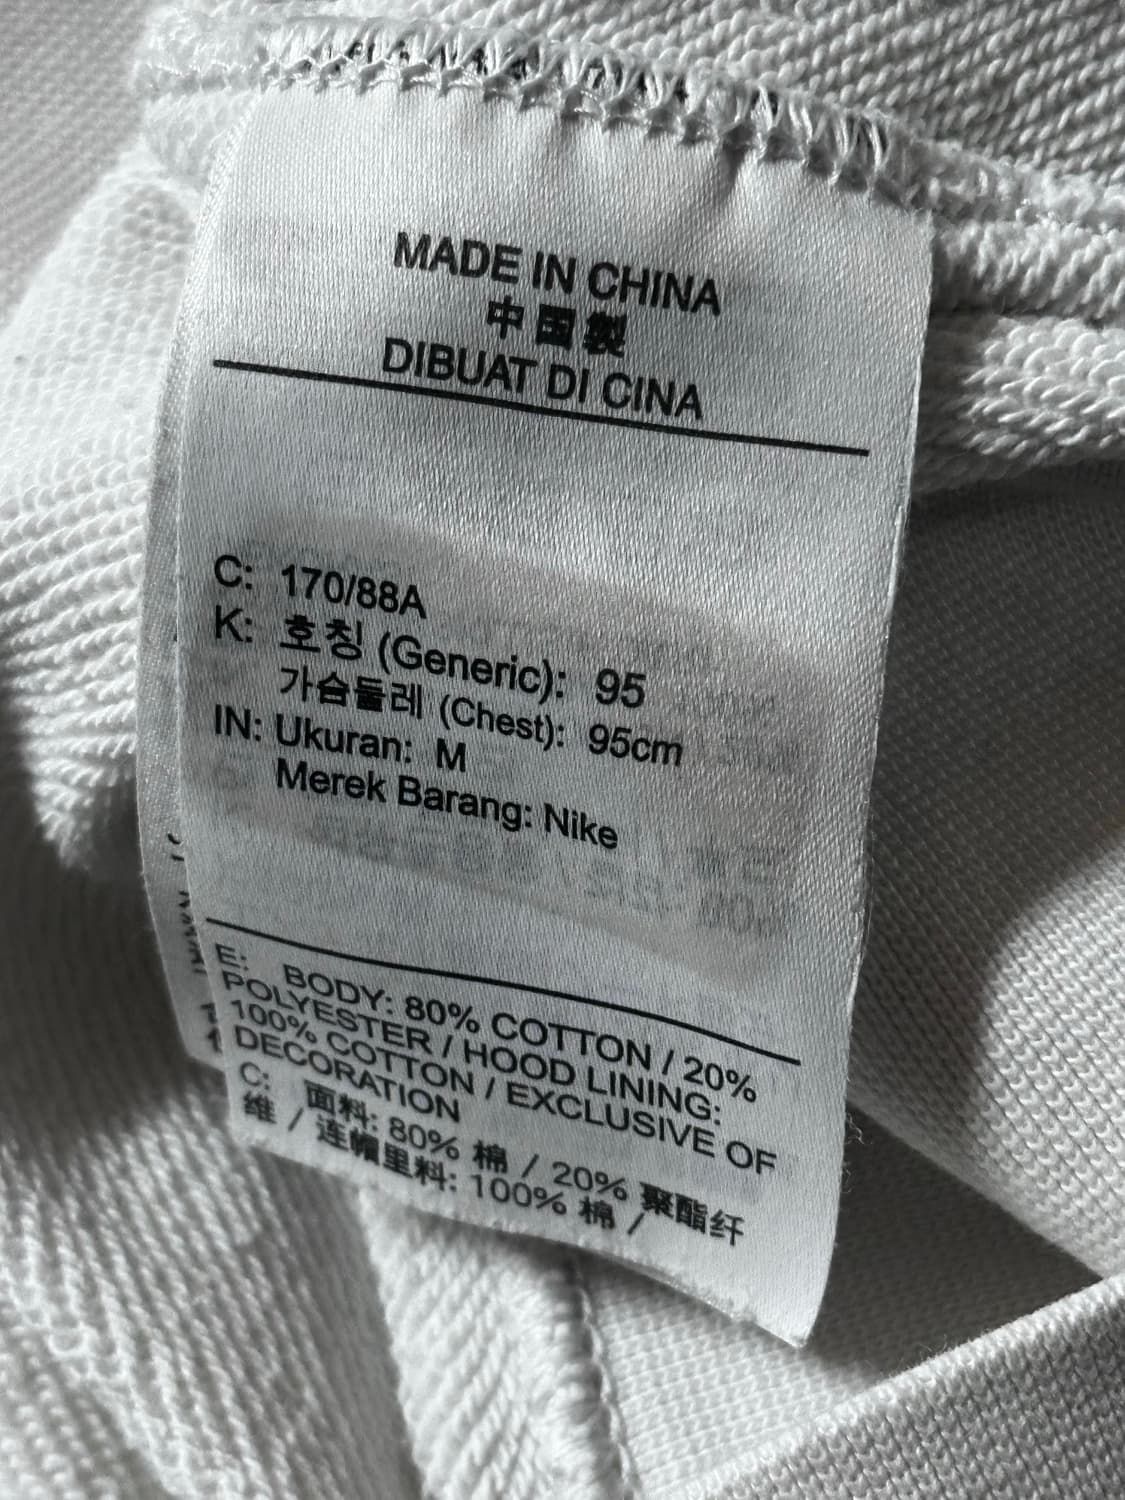 MADE IN CHINA
中国製
DIBUAT DI CINA
C: 170/88A
K: 호칭 (Generic): 95
가슴둘레 (Chest): 95cm
IN: Ukuran: M
Merek Barang: Nike
E: BODY: 80% COTTON / 20%
POLYESTER / HOOD LINING:
100% COTTON / EXCLUSIVE OF
DECORATION
C: 面料: 80% 棉 / 20% 聚酯纤
维 / 连帽里料: 100% 棉 /